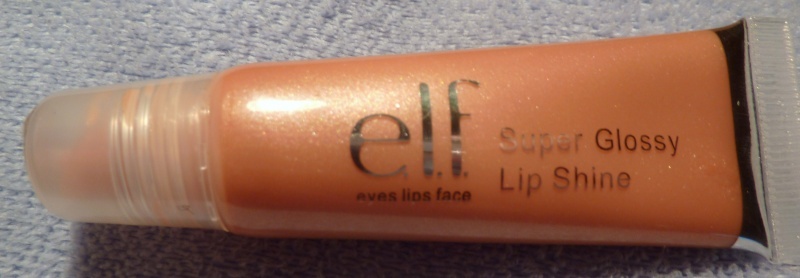 e.l.f.
eyes lips face
Super Glossy
Lip Shine